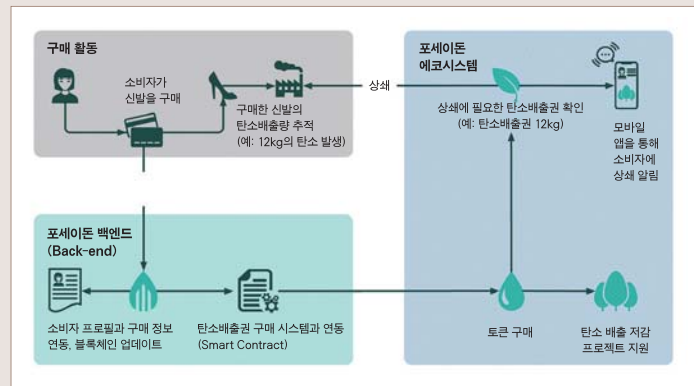 구매 활동
소비자가
신발을 구매
구매한 신발의
탄소배출량 추적
(예: 12kg의 탄소 발생)
상쇄
포세이돈
에코시스템
상쇄에 필요한 탄소배출권 확인
(예: 탄소배출권 12kg)
모바일
앱을 통해
소비자에
상쇄 알림
포세이돈 백엔드
(Back-end)
소비자 프로필과 구매 정보
연동, 블록체인 업데이트
탄소배출권 구매 시스템과 연동
(Smart Contract)
토큰 구매
탄소 배출 저감
프로젝트 지원